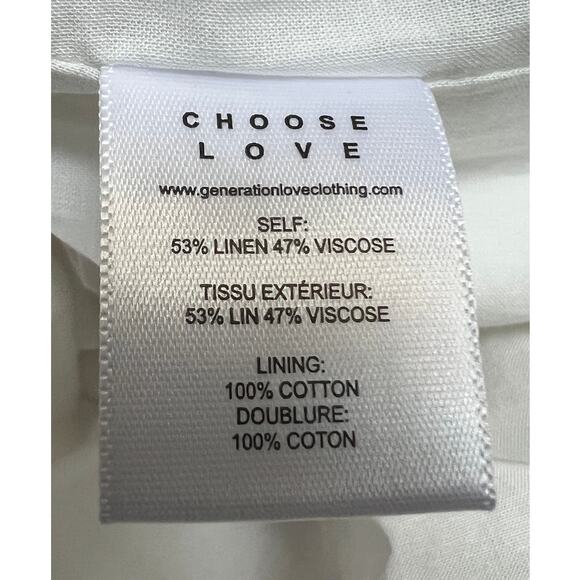 CHOOSE
LOVE
www.generationloveclothing.com
SELF:
53% LINEN 47% VISCOSE
TISSU EXTÉRIEUR:
53% LIN 47% VISCOSE
LINING:
100% COTTON
DOUBLURE:
100% COTON